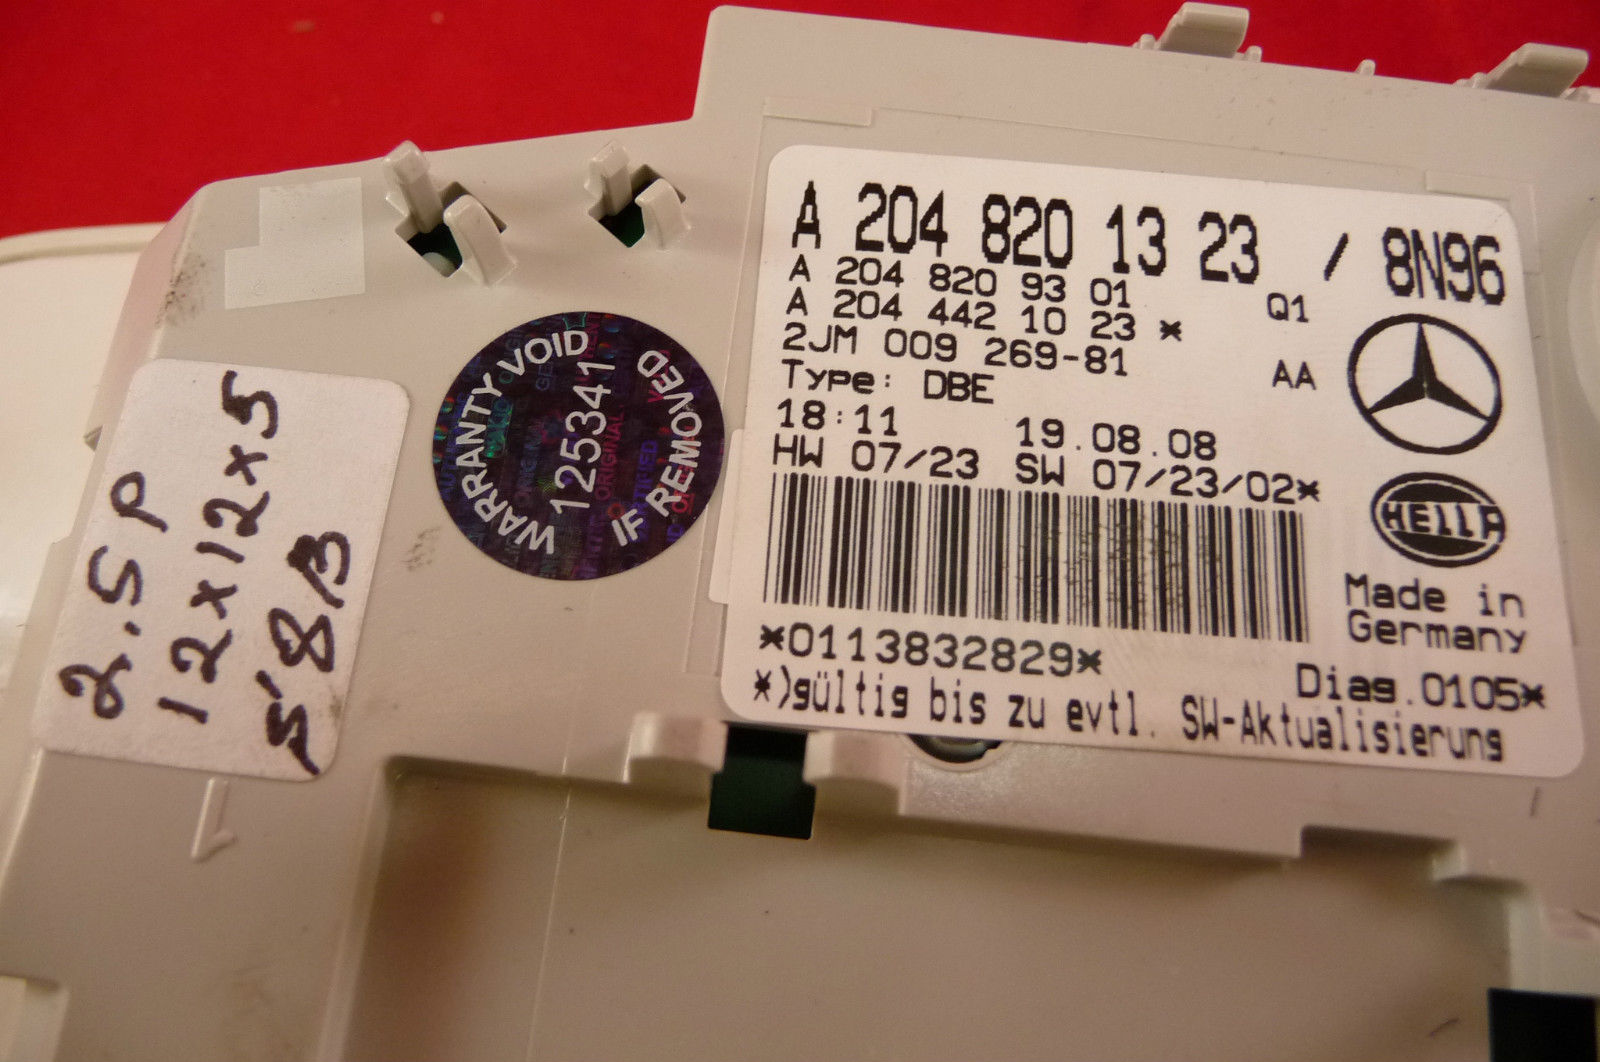 A 204 820 13 23 / 8N96
A 204 820 93 01 Q1
A 204 442 10 23 *
2JM 009 269-81 AA
Type: DBE
18:11 19.08.08
HW 07/23 SW 07/23/02*
HELLA
Made in
Germany
*0113832829*
Diag.0105*
*)gültig bis zu evtl. SW-Aktualisierung
WARRANTY VOID
125341
IF REMOVED
2.5P
12x12x5